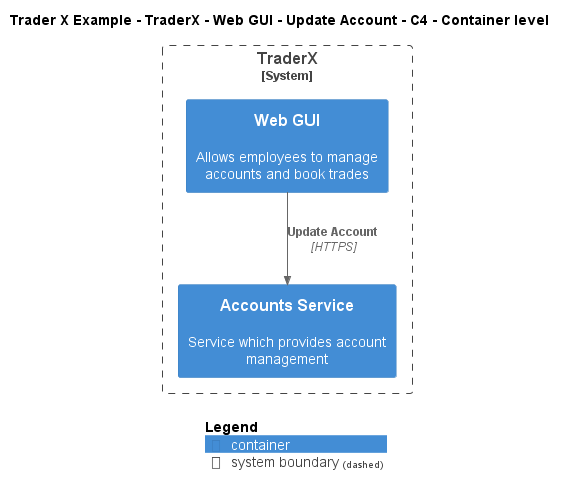 Trader X Example - TraderX - Web GUI - Update Account - C4 - Container level
TraderX
[System]
Web GUI
Allows employees to manage
accounts and book trades
Update Account
[HTTPS]
Accounts Service
Service which provides account
management
Legend
container
system boundary (dashed)